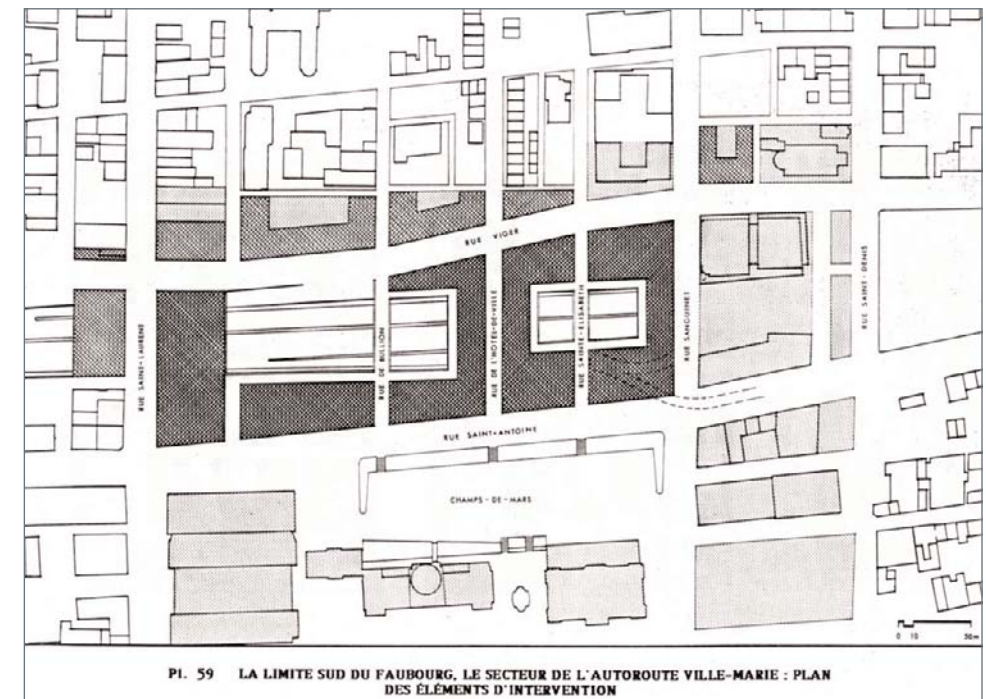 RUE VIGER
RUE SAINT-LAURENT
RUE DE BULLION
RUE DE L'HÔTEL-DE-VILLE
RUE SAINTE-ELISABETH
RUE SANGUINET
RUE SAINT-DENIS
RUE SAINT-ANTOINE
CHAMPS-DE-MARS
0 10 50m
Pl. 59 LA LIMITE SUD DU FAUBOURG, LE SECTEUR DE L'AUTOROUTE VILLE-MARIE : PLAN
DES ÉLÉMENTS D'INTERVENTION